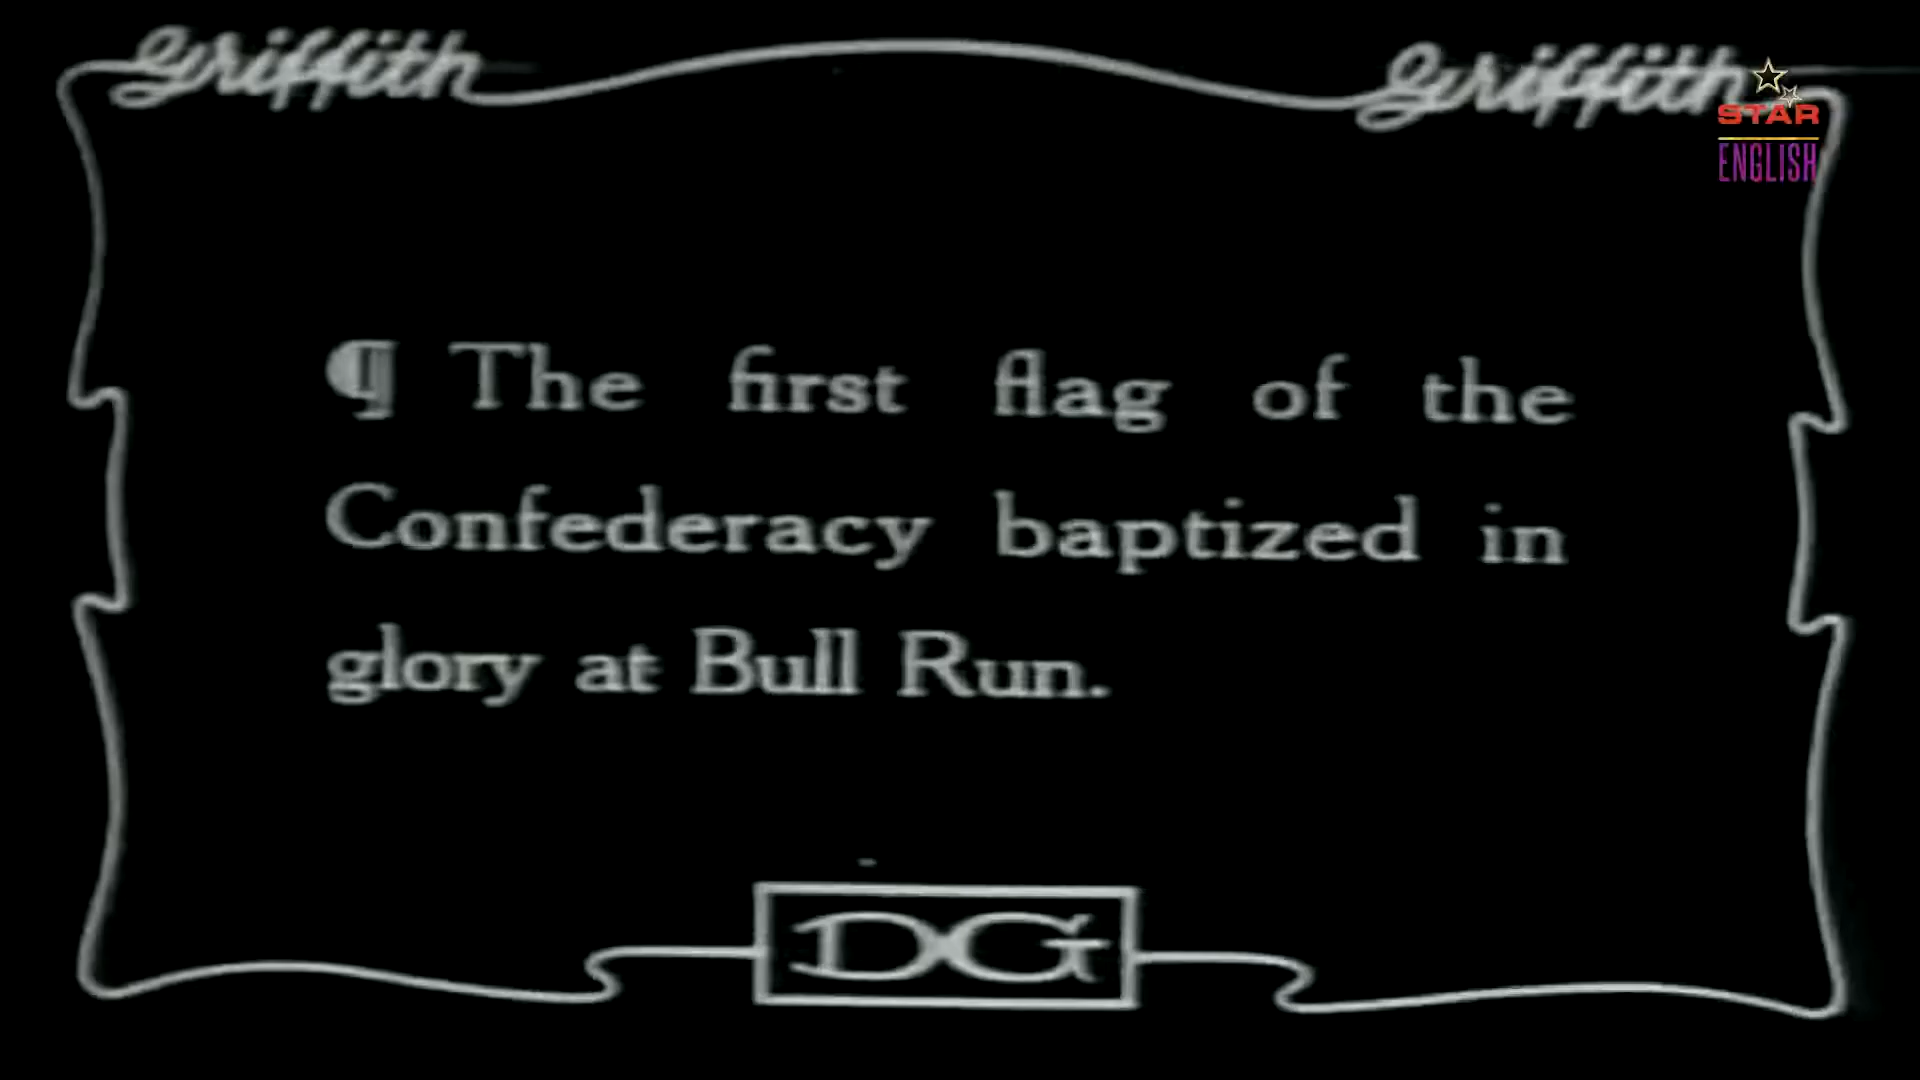 Griffith Griffith
STAR
ENGLISH
¶ The first flag of the
Confederacy baptized in
glory at Bull Run.
DG